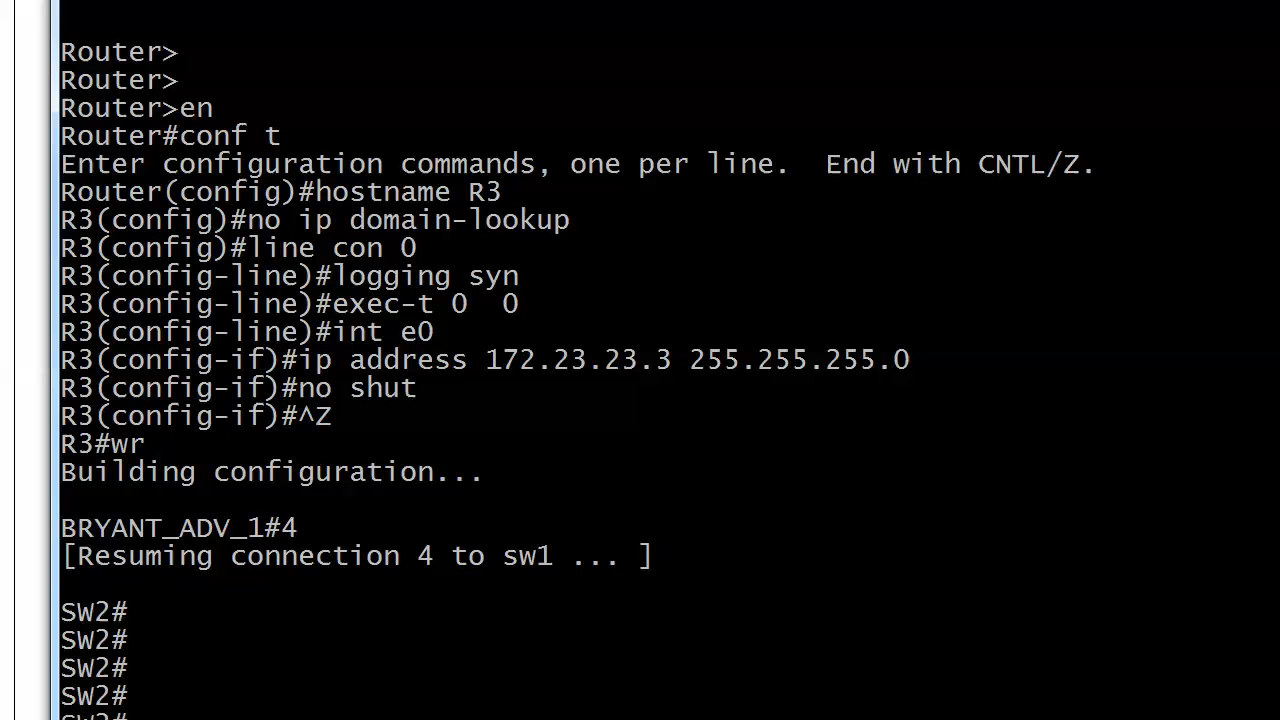 Router>
Router>
Router>en
Router#conf t
Enter configuration commands, one per line.  End with CNTL/Z.
Router(config)#hostname R3
R3(config)#no ip domain-lookup
R3(config)#line con 0
R3(config-line)#logging syn
R3(config-line)#exec-t 0  0
R3(config-line)#int e0
R3(config-if)#ip address 172.23.23.3 255.255.255.0
R3(config-if)#no shut
R3(config-if)#^Z
R3#wr
Building configuration...
BRYANT_ADV_1#4
[Resuming connection 4 to sw1 ... ]
SW2#
SW2#
SW2#
SW2#
SW2#